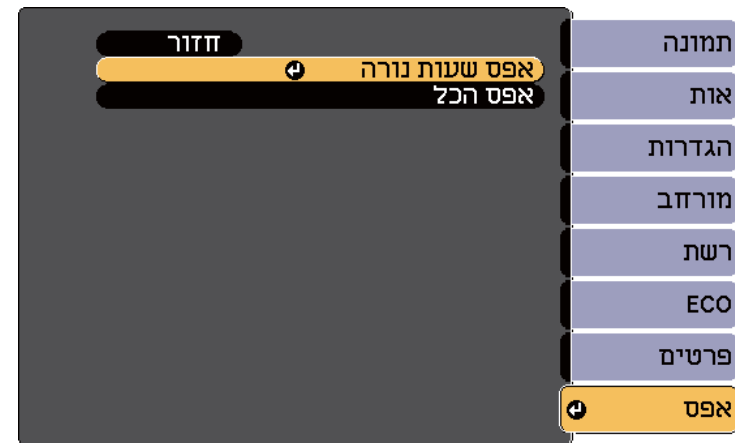 תמונה
אות
הגדרות
מורחב
רשת
ECO
פרטים
אפס
חזור
אפס שעות נורה
אפס הכל